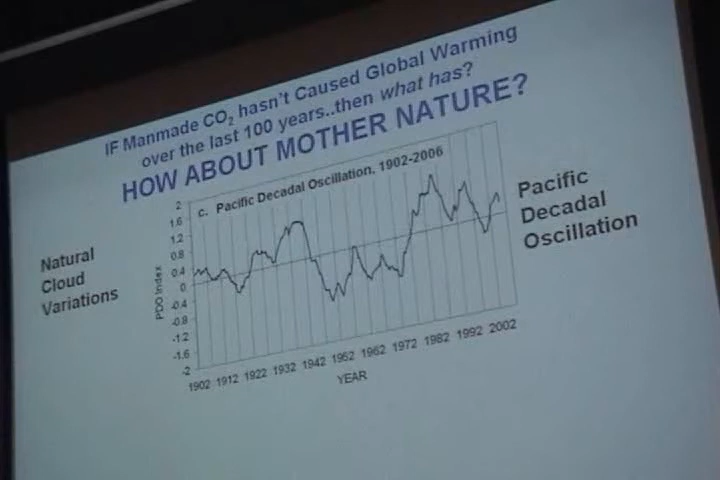 IF Manmade CO₂ hasn't Caused Global Warming
over the last 100 years..then what has?
HOW ABOUT MOTHER NATURE?
Natural
Cloud
Variations
c. Pacific Decadal Oscillation, 1902-2006
PDO Index
2
1.6
1.2
0.8
0.4
0
-0.4
-0.8
-1.2
-1.6
-2
1902 1912 1922 1932 1942 1952 1962 1972 1982 1992 2002
YEAR
Pacific
Decadal
Oscillation